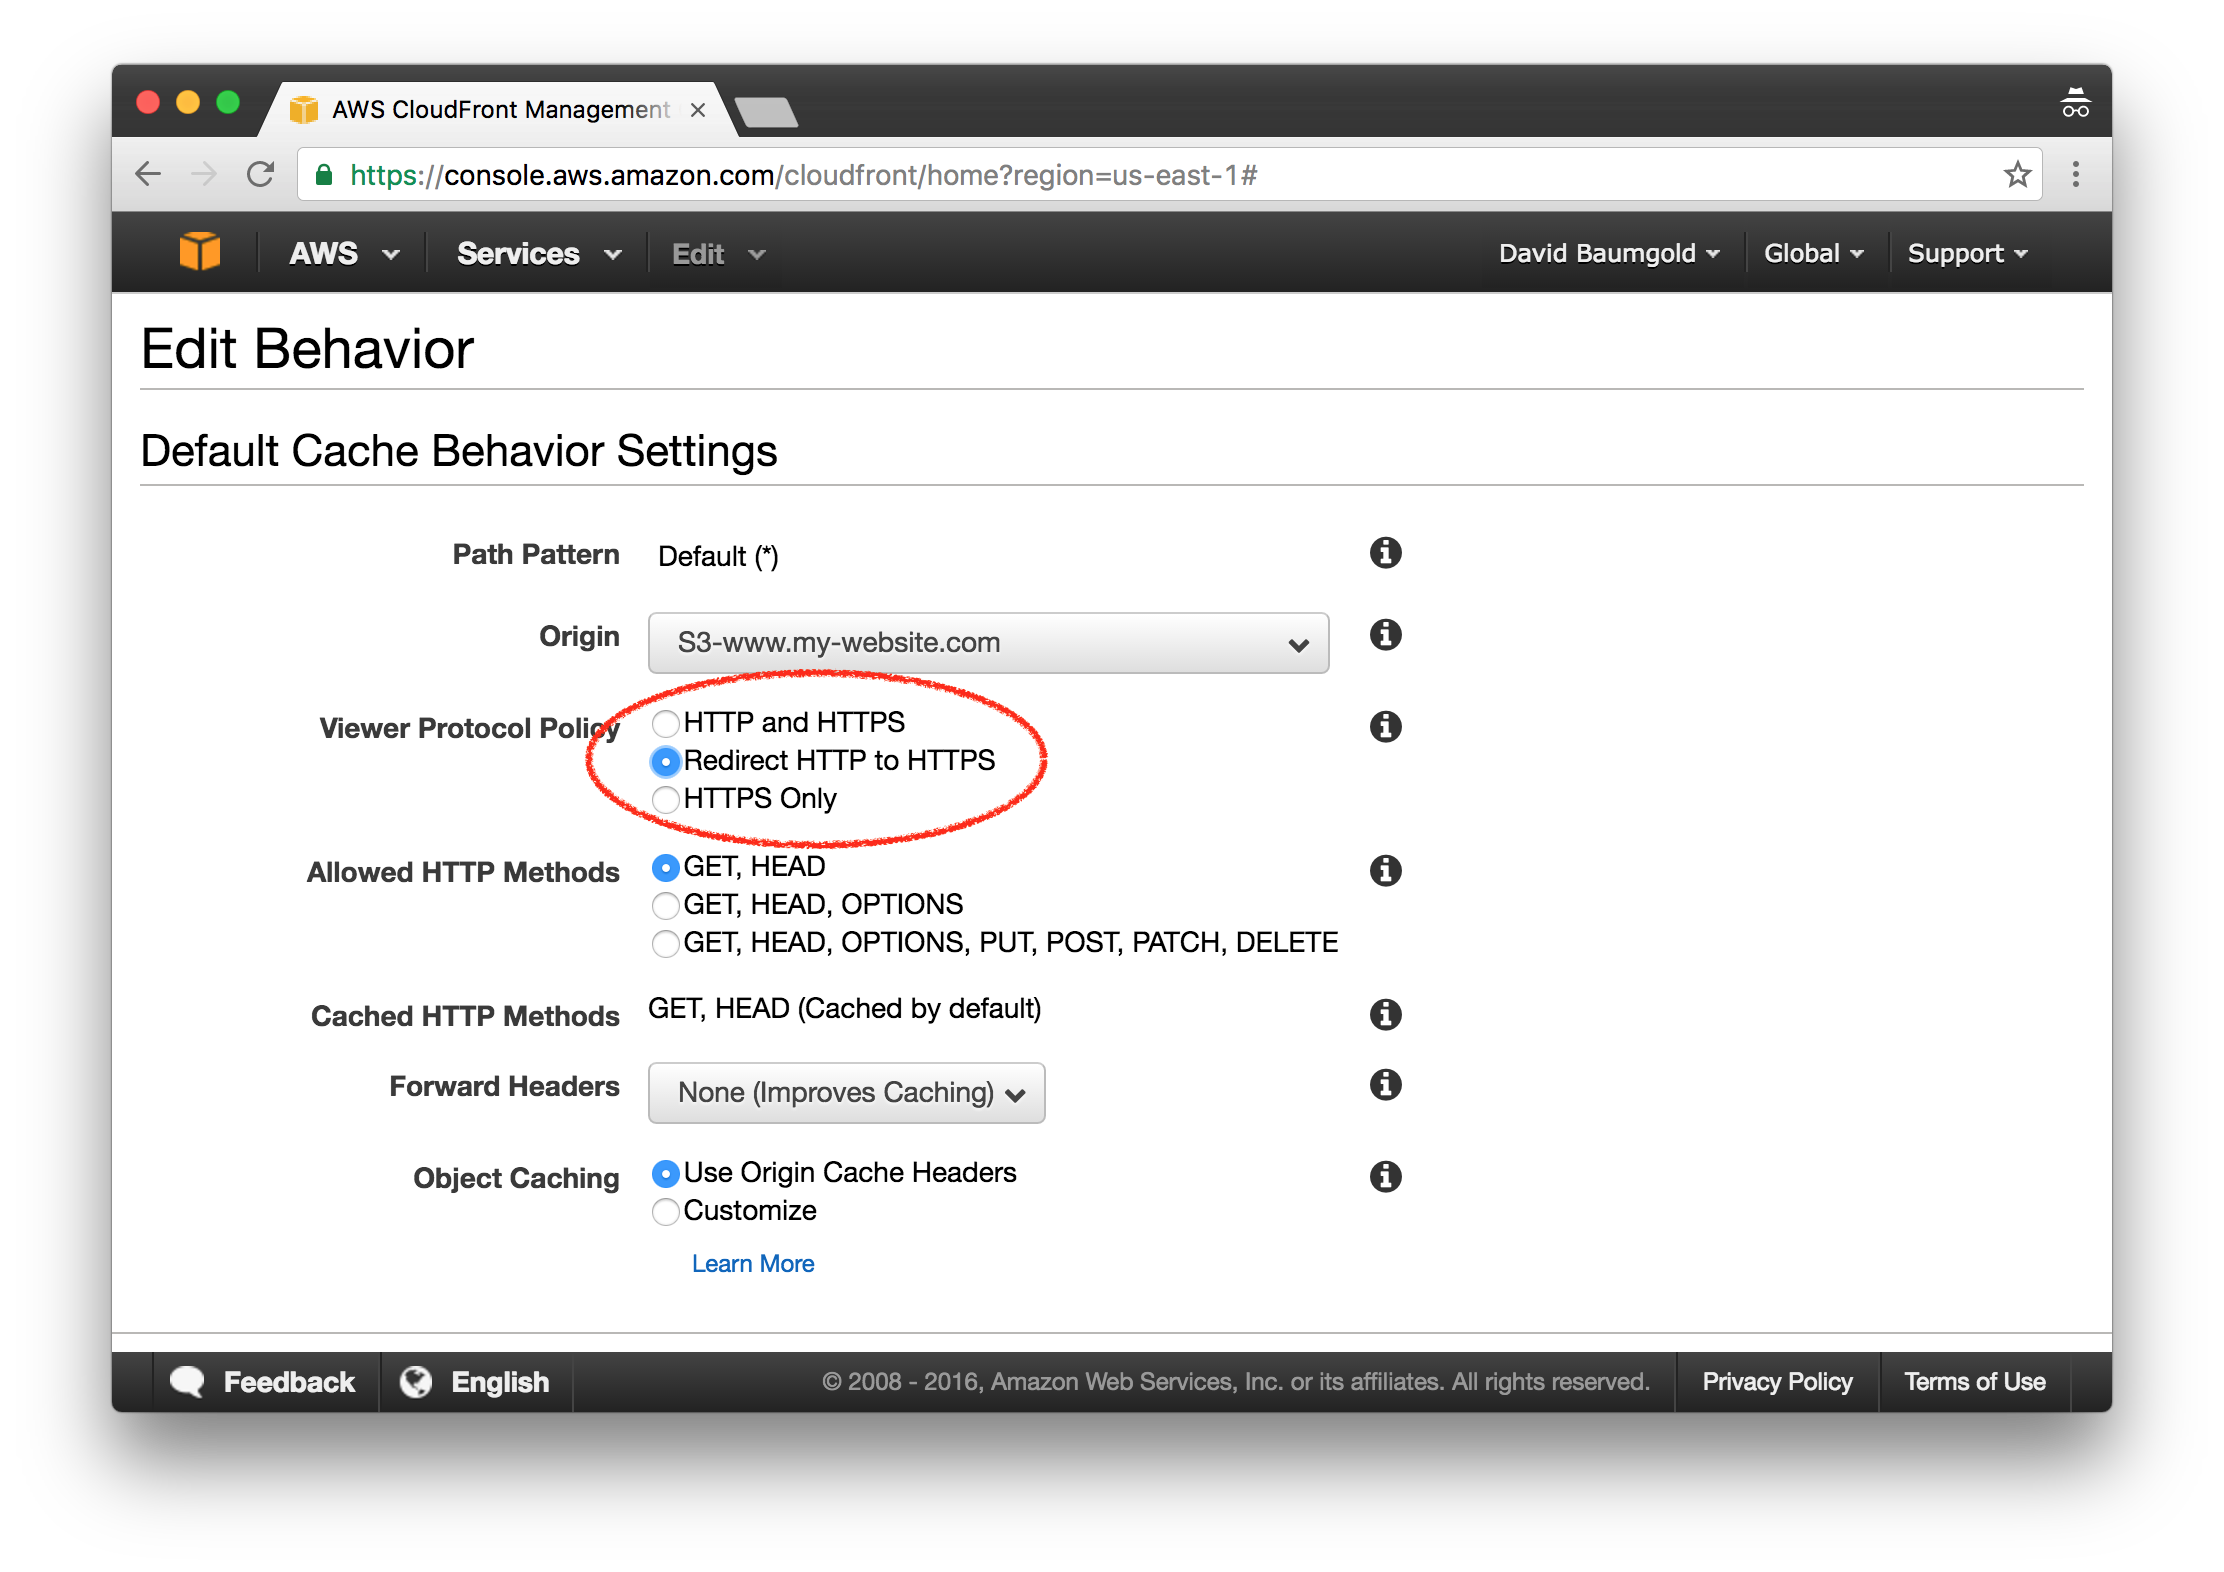 AWS CloudFront Management
https://console.aws.amazon.com/cloudfront/home?region=us-east-1#
AWS Services Edit David Baumgold Global Support
Edit Behavior
Default Cache Behavior Settings
Path Pattern Default (*)
Origin S3-www.my-website.com
Viewer Protocol Policy HTTP and HTTPS
Redirect HTTP to HTTPS
HTTPS Only
Allowed HTTP Methods GET, HEAD
GET, HEAD, OPTIONS
GET, HEAD, OPTIONS, PUT, POST, PATCH, DELETE
Cached HTTP Methods GET, HEAD (Cached by default)
Forward Headers None (Improves Caching)
Object Caching Use Origin Cache Headers
Customize
Learn More
Feedback English © 2008 - 2016, Amazon Web Services, Inc. or its affiliates. All rights reserved. Privacy Policy Terms of Use